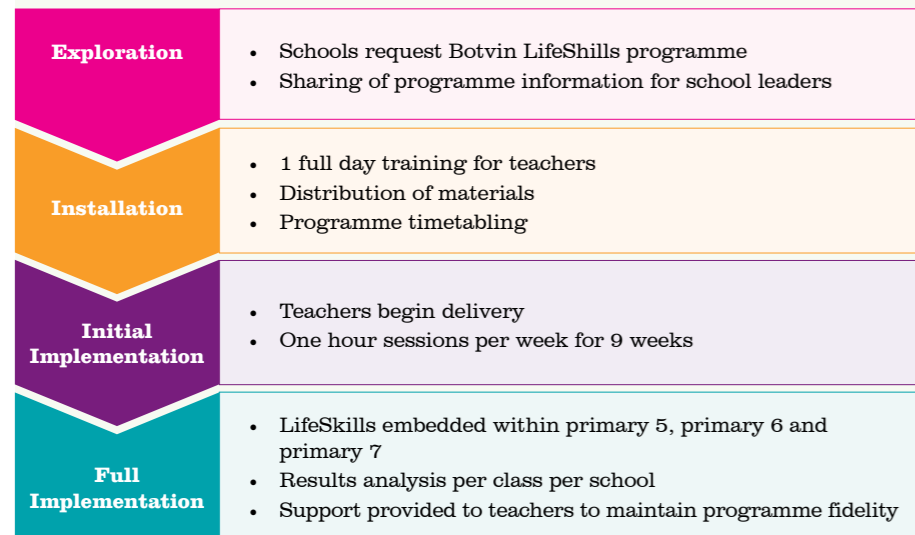 Exploration
• Schools request Botvin LifeShills programme
• Sharing of programme information for school leaders
Installation
• 1 full day training for teachers
• Distribution of materials
• Programme timetabling
Initial
Implementation
• Teachers begin delivery
• One hour sessions per week for 9 weeks
Full
Implementation
• LifeSkills embedded within primary 5, primary 6 and
primary 7
• Results analysis per class per school
• Support provided to teachers to maintain programme fidelity